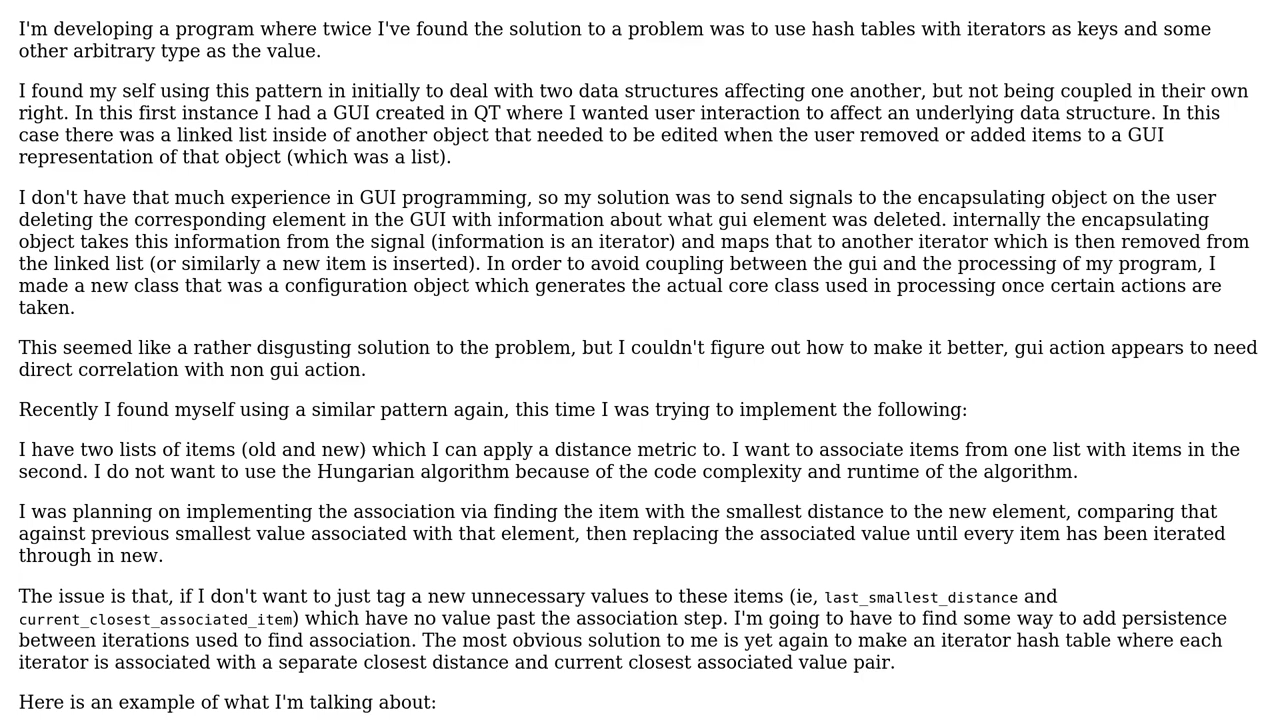 I'm developing a program where twice I've found the solution to a problem was to use hash tables with iterators as keys and some
other arbitrary type as the value.
I found my self using this pattern in initially to deal with two data structures affecting one another, but not being coupled in their own
right. In this first instance I had a GUI created in QT where I wanted user interaction to affect an underlying data structure. In this
case there was a linked list inside of another object that needed to be edited when the user removed or added items to a GUI
representation of that object (which was a list).
I don't have that much experience in GUI programming, so my solution was to send signals to the encapsulating object on the user
deleting the corresponding element in the GUI with information about what gui element was deleted. internally the encapsulating
object takes this information from the signal (information is an iterator) and maps that to another iterator which is then removed from
the linked list (or similarly a new item is inserted). In order to avoid coupling between the gui and the processing of my program, I
made a new class that was a configuration object which generates the actual core class used in processing once certain actions are
taken.
This seemed like a rather disgusting solution to the problem, but I couldn't figure out how to make it better, gui action appears to need
direct correlation with non gui action.
Recently I found myself using a similar pattern again, this time I was trying to implement the following:
I have two lists of items (old and new) which I can apply a distance metric to. I want to associate items from one list with items in the
second. I do not want to use the Hungarian algorithm because of the code complexity and runtime of the algorithm.
I was planning on implementing the association via finding the item with the smallest distance to the new element, comparing that
against previous smallest value associated with that element, then replacing the associated value until every item has been iterated
through in new.
The issue is that, if I don't want to just tag a new unnecessary values to these items (ie, last_smallest_distance and
current_closest_associated_item) which have no value past the association step. I'm going to have to find some way to add persistence
between iterations used to find association. The most obvious solution to me is yet again to make an iterator hash table where each
iterator is associated with a separate closest distance and current closest associated value pair.
Here is an example of what I'm talking about: